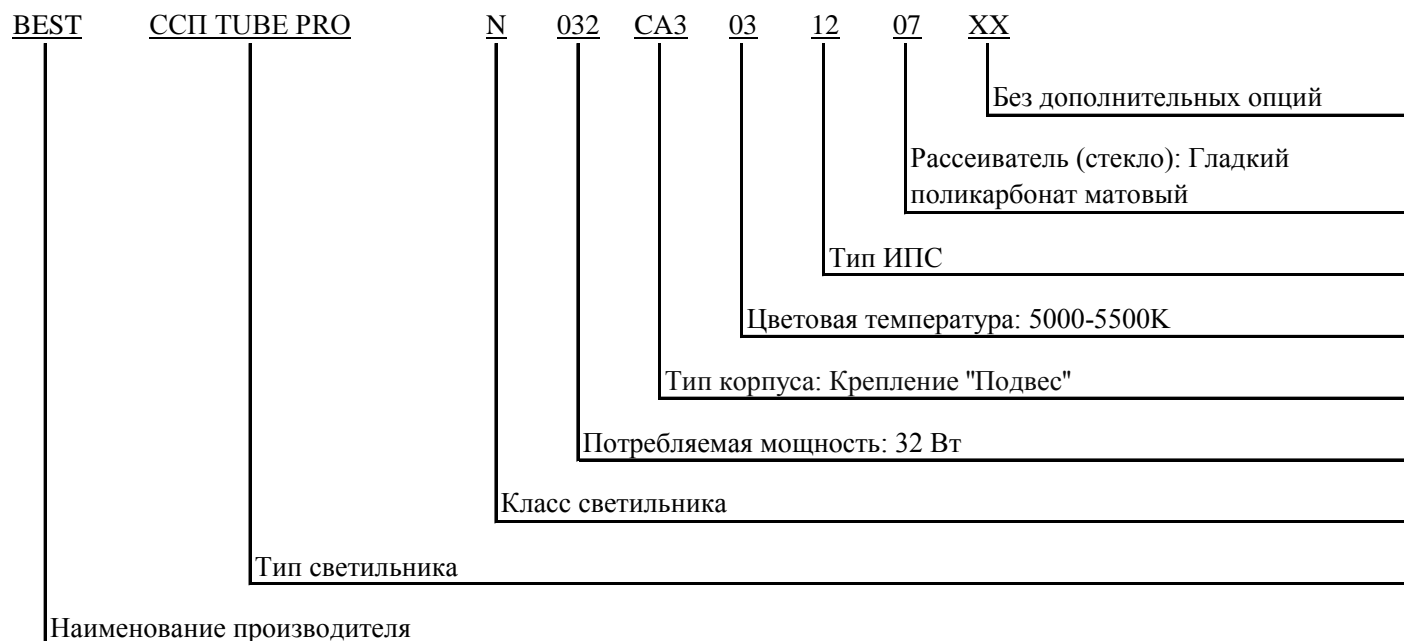 BEST ССП TUBE PRO N 032 CA3 03 12 07 XX
Без дополнительных опций
Рассеиватель (стекло): Гладкий
поликарбонат матовый
Тип ИПС
Цветовая температура: 5000-5500K
Тип корпуса: Крепление "Подвес"
Потребляемая мощность: 32 Вт
Класс светильника
Тип светильника
Наименование производителя